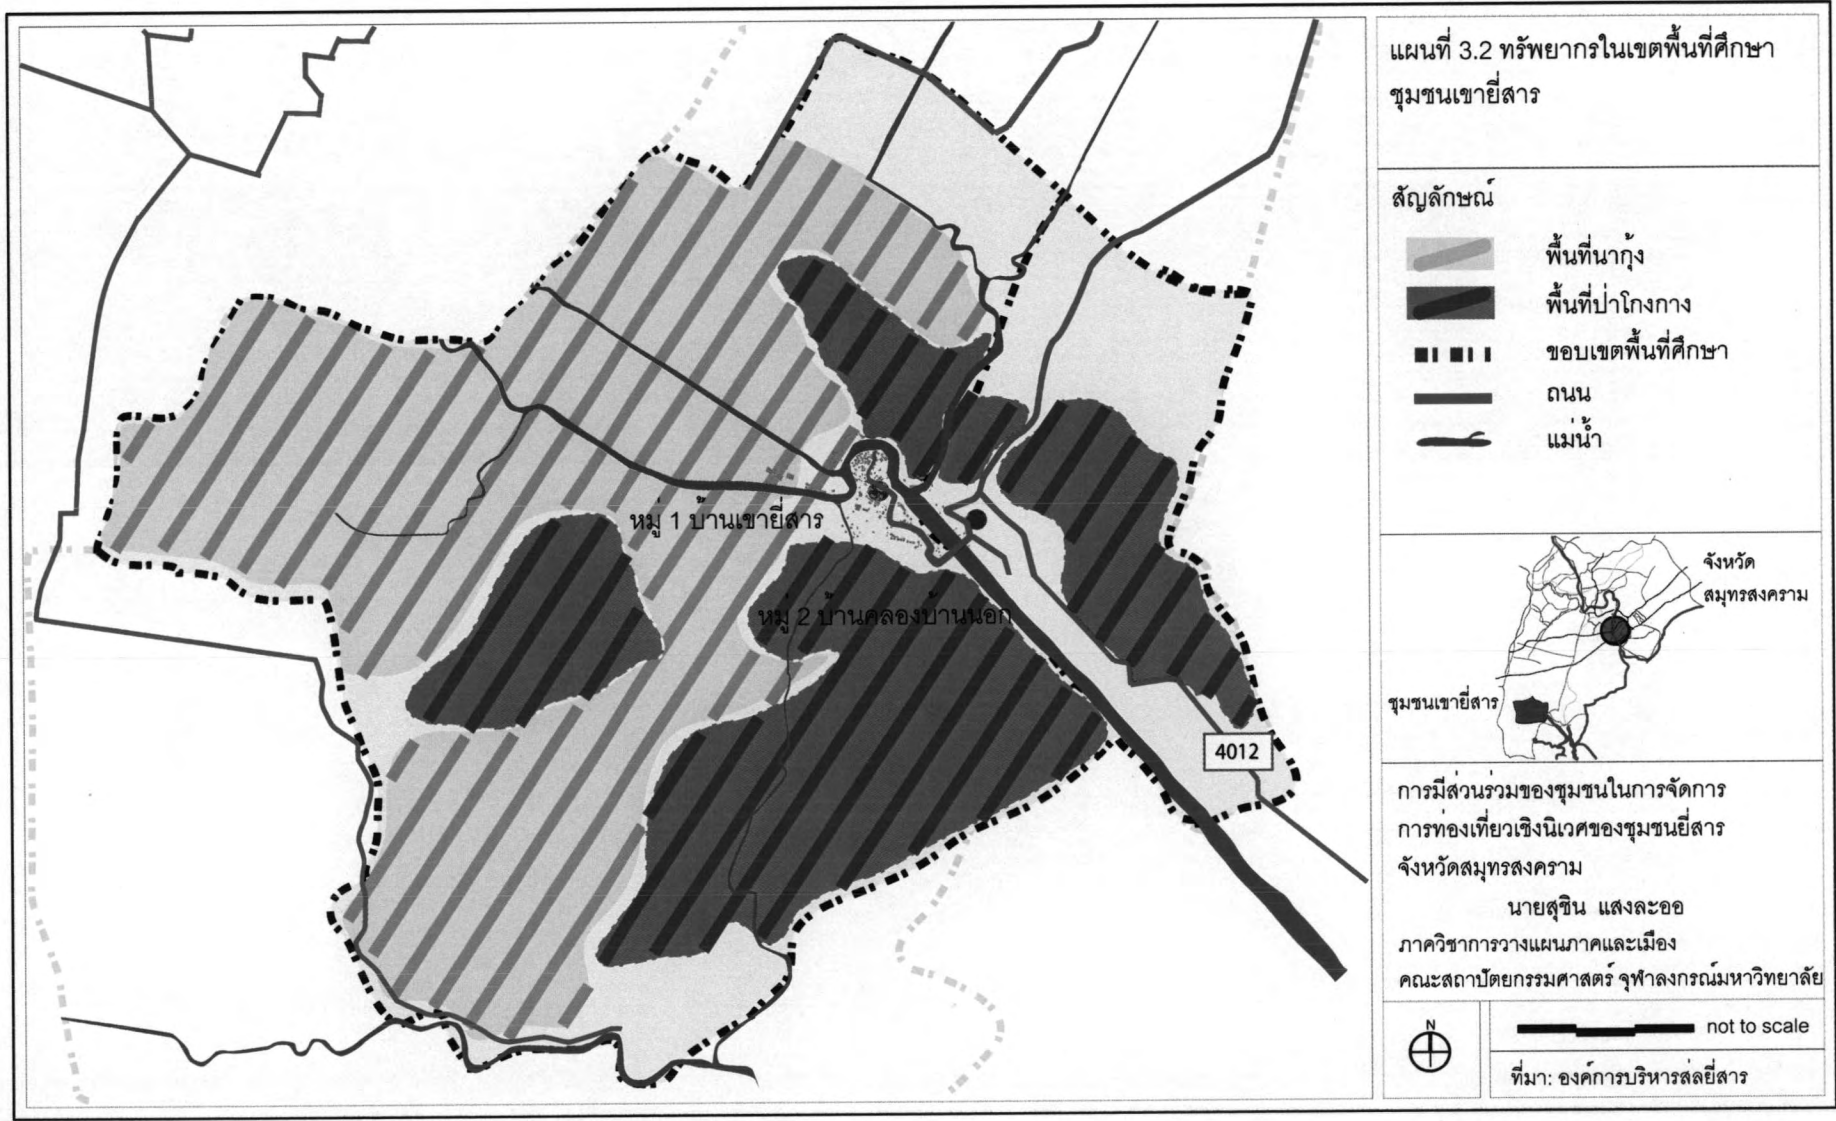 แผนที่ 3.2 ทรัพยากรในเขตพื้นที่ศึกษา
ชุมชนเขายี่สาร
สัญลักษณ์
พื้นที่นากุ้ง
พื้นที่ป่าโกงกาง
ขอบเขตพื้นที่ศึกษา
ถนน
แม่น้ำ
หมู่ 1 บ้านเขายี่สาร
หมู่ 2 บ้านคลองบ้านนอก
4012
จังหวัด
สมุทรสงคราม
ชุมชนเขายี่สาร
การมีส่วนร่วมของชุมชนในการจัดการ
การท่องเที่ยวเชิงนิเวศของชุมชนยี่สาร
จังหวัดสมุทรสงคราม
นายสุชิน แสงละออ
ภาควิชาการวางแผนภาคและเมือง
คณะสถาปัตยกรรมศาสตร์ จุฬาลงกรณ์มหาวิทยาลัย
N
not to scale
ที่มา: องค์การบริหารส่ลยี่สาร